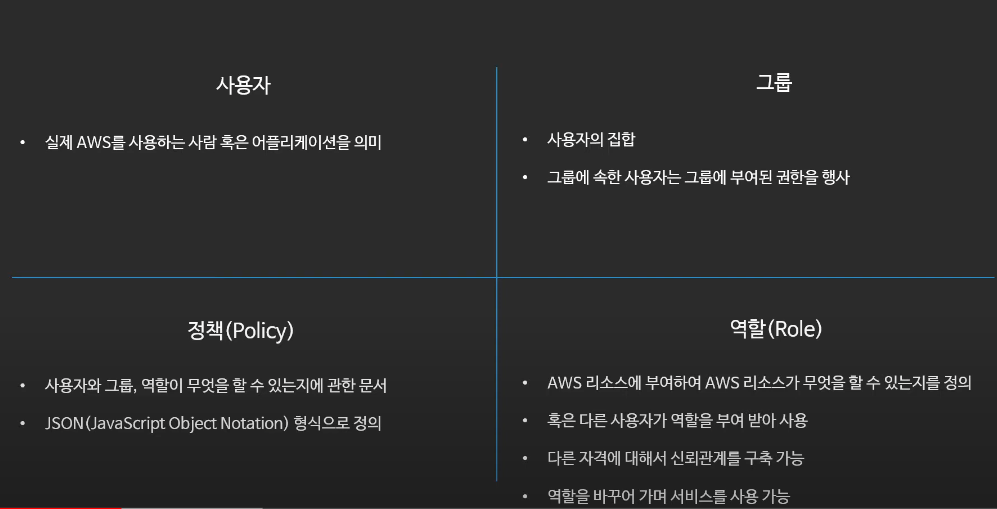 사용자
• 실제 AWS를 사용하는 사람 혹은 어플리케이션을 의미
그룹
• 사용자의 집합
• 그룹에 속한 사용자는 그룹에 부여된 권한을 행사
정책(Policy)
• 사용자와 그룹, 역할이 무엇을 할 수 있는지에 관한 문서
• JSON(JavaScript Object Notation) 형식으로 정의
역할(Role)
• AWS 리소스에 부여하여 AWS 리소스가 무엇을 할 수 있는지를 정의
• 혹은 다른 사용자가 역할을 부여 받아 사용
• 다른 자격에 대해서 신뢰관계를 구축 가능
• 역할을 바꾸어 가며 서비스를 사용 가능